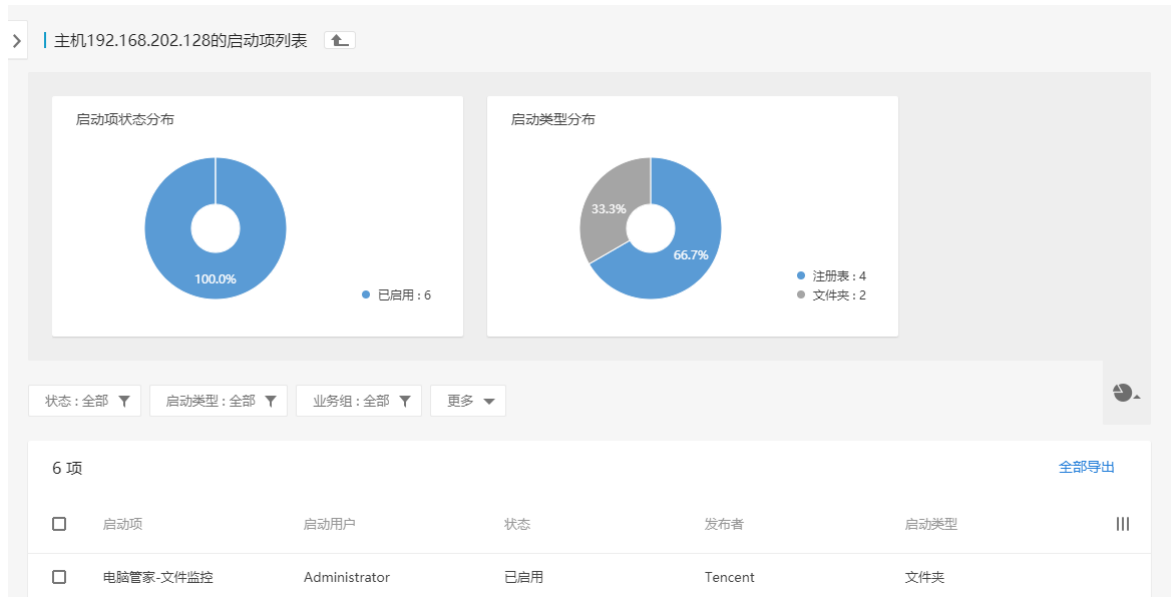 主机192.168.202.128的启动项列表
启动项状态分布
100.0%
已启用 : 6
启动类型分布
33.3%
66.7%
注册表 : 4
文件夹 : 2
状态 : 全部 启动类型 : 全部 业务组 : 全部 更多
6 项 全部导出
启动项 启动用户 状态 发布者 启动类型
电脑管家-文件监控 Administrator 已启用 Tencent 文件夹